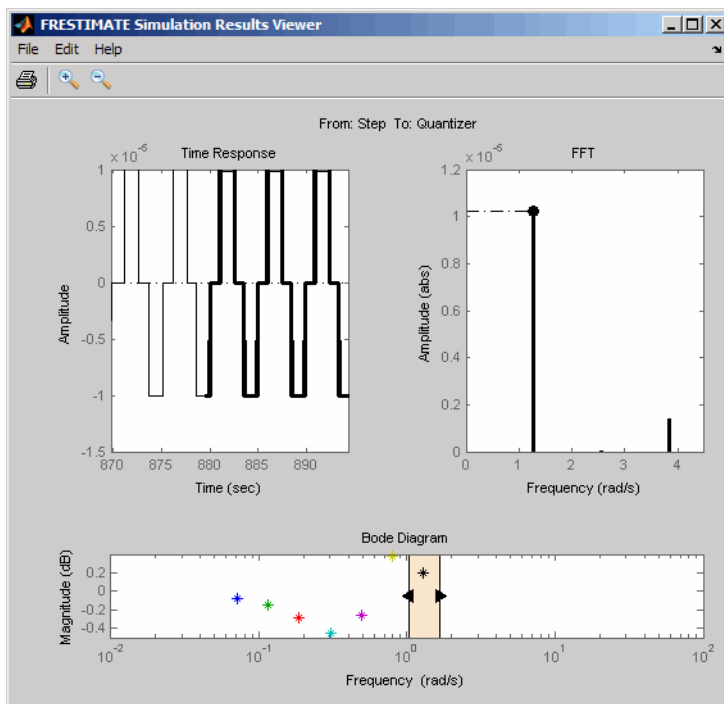 FRESTIMATE Simulation Results Viewer
File Edit Help
From: Step To: Quantizer
Time Response
x 10^-5
1
0.5
0
-0.5
-1
-1.5
Amplitude
870 875 880 885 890
Time (sec)
FFT
x 10^-5
1.2
1
0.8
0.6
0.4
0.2
0
Amplitude (abs)
0 1 2 3 4
Frequency (rad/s)
Bode Diagram
Magnitude (dB)
0.2
0
-0.2
-0.4
10^-2 10^-1 10^0 10^1 10^2
Frequency (rad/s)